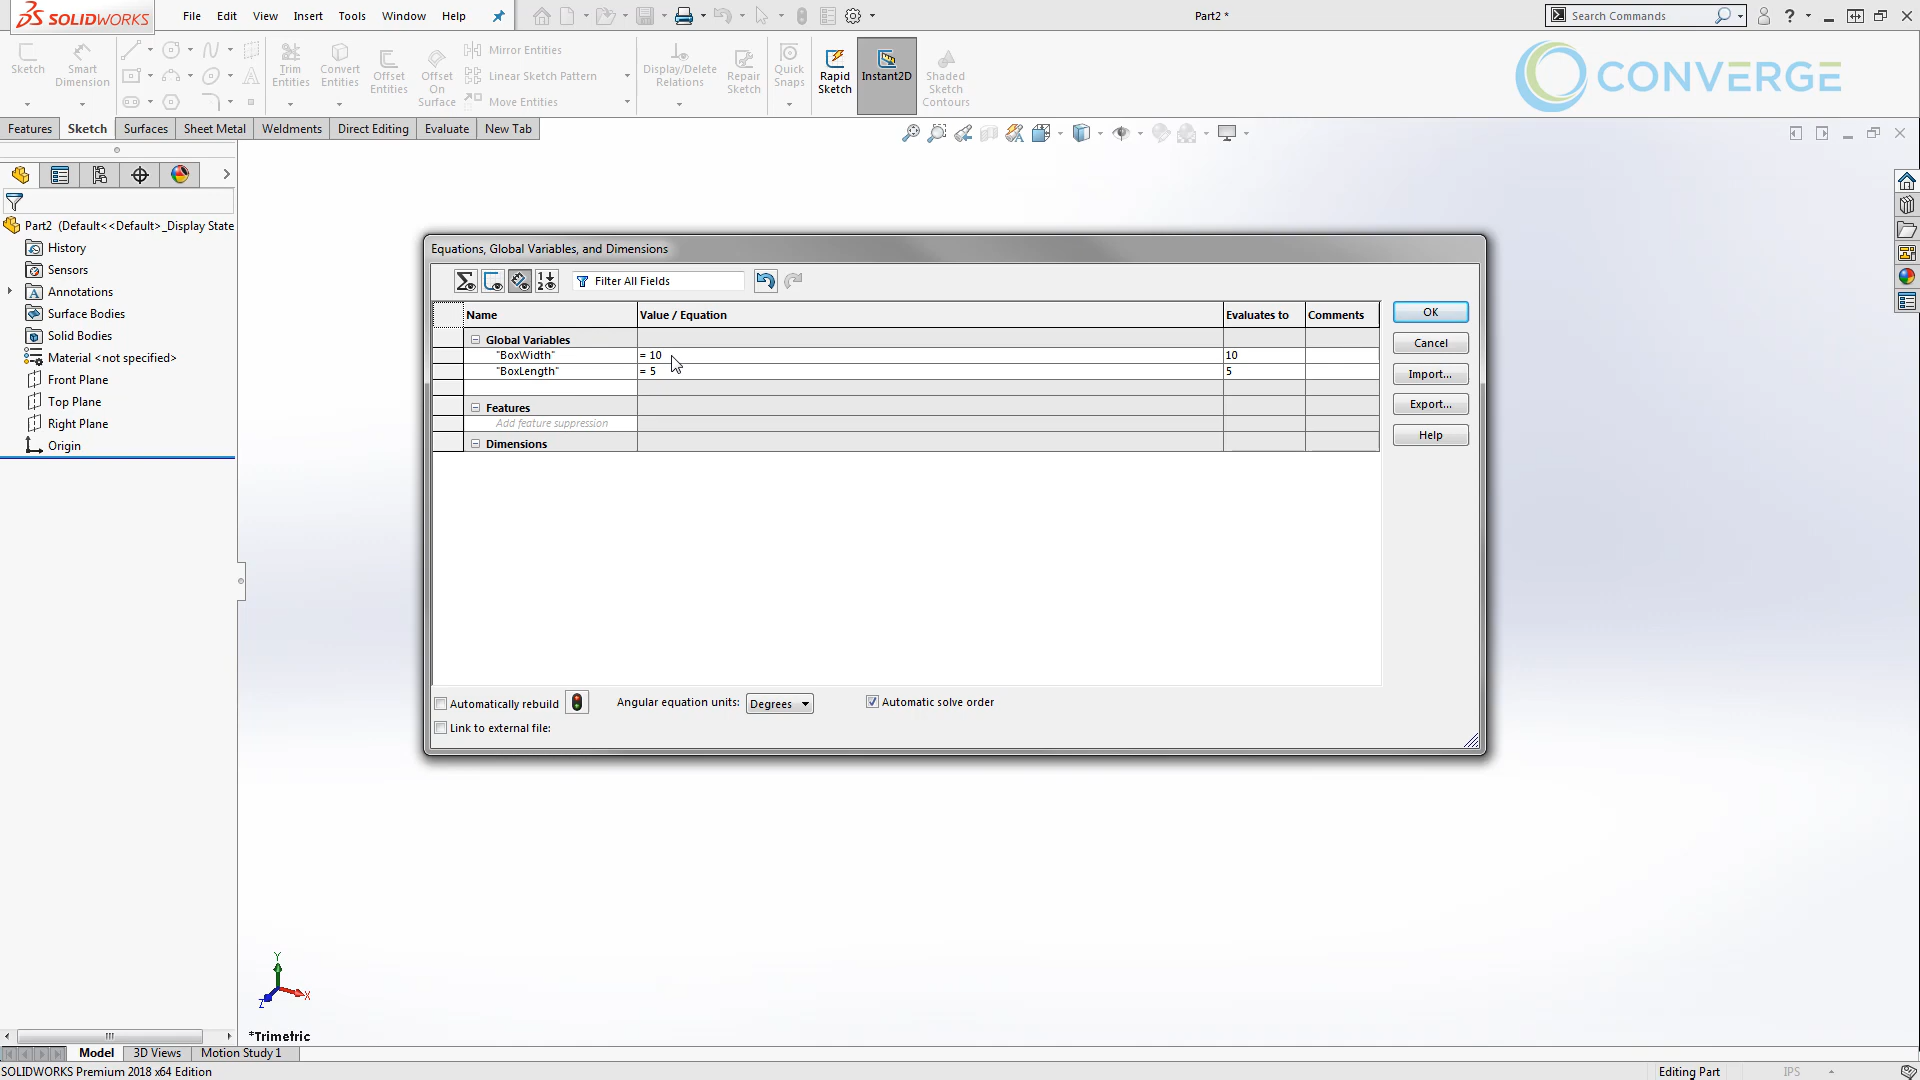 SOLIDWORKS
File Edit View Insert Tools Window Help
Part2 *
Search Commands
?
Sketch
Smart Dimension
Trim Entities
Convert Entities
Offset Entities
Offset On Surface
Mirror Entities
Linear Sketch Pattern
Move Entities
Display/Delete Relations
Repair Sketch
Quick Snaps
Rapid Sketch
Instant2D
Shaded Sketch Contours
CONVERGE
Features Sketch Surfaces Sheet Metal Weldments Direct Editing Evaluate New Tab
Part2 (Default<<Default>_Display State
History
Sensors
Annotations
Surface Bodies
Solid Bodies
Material <not specified>
Front Plane
Top Plane
Right Plane
Origin
Equations, Global Variables, and Dimensions
Filter All Fields
Name Value / Equation Evaluates to Comments
Global Variables
"BoxWidth" = 10 10
"BoxLength" = 5 5
Features
Add feature suppression
Dimensions
OK
Cancel
Import...
Export...
Help
Automatically rebuild Angular equation units: Degrees Automatic solve order
Link to external file:
Y
X
Z
*Trimetric
Model 3D Views Motion Study 1
SOLIDWORKS Premium 2018 x64 Edition Editing Part IPS